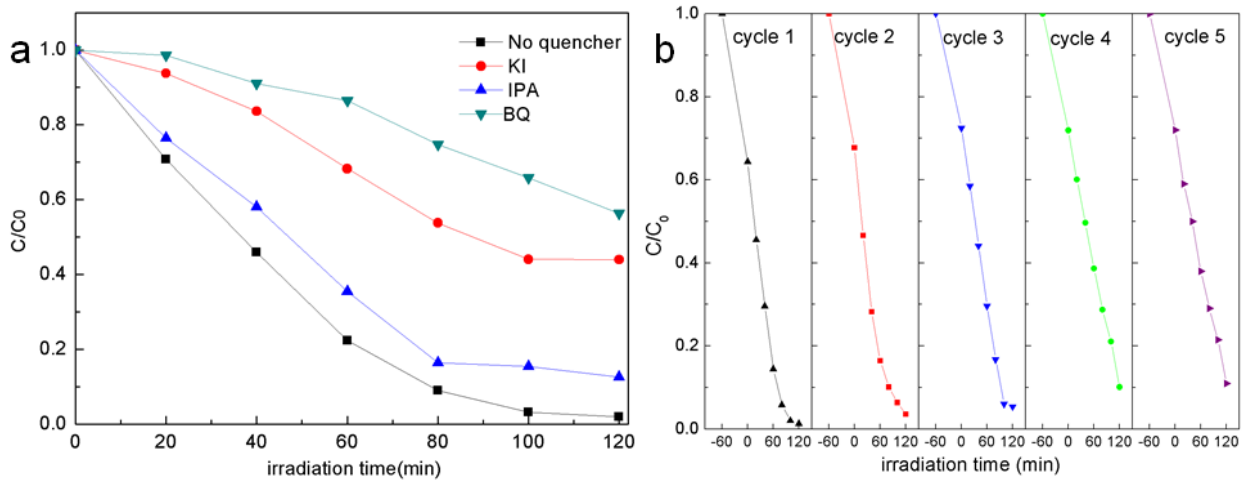 a
C/C0
1.0
0.8
0.6
0.4
0.2
0.0
0 20 40 60 80 100 120
irradiation time(min)
No quencher
KI
IPA
BQ
b
C/C₀
1.0
0.8
0.6
0.4
0.2
0.0
cycle 1 cycle 2 cycle 3 cycle 4 cycle 5
-60 0 60 120 -60 0 60 120 -60 0 60 120 -60 0 60 120 -60 0 60 120
irradiation time (min)